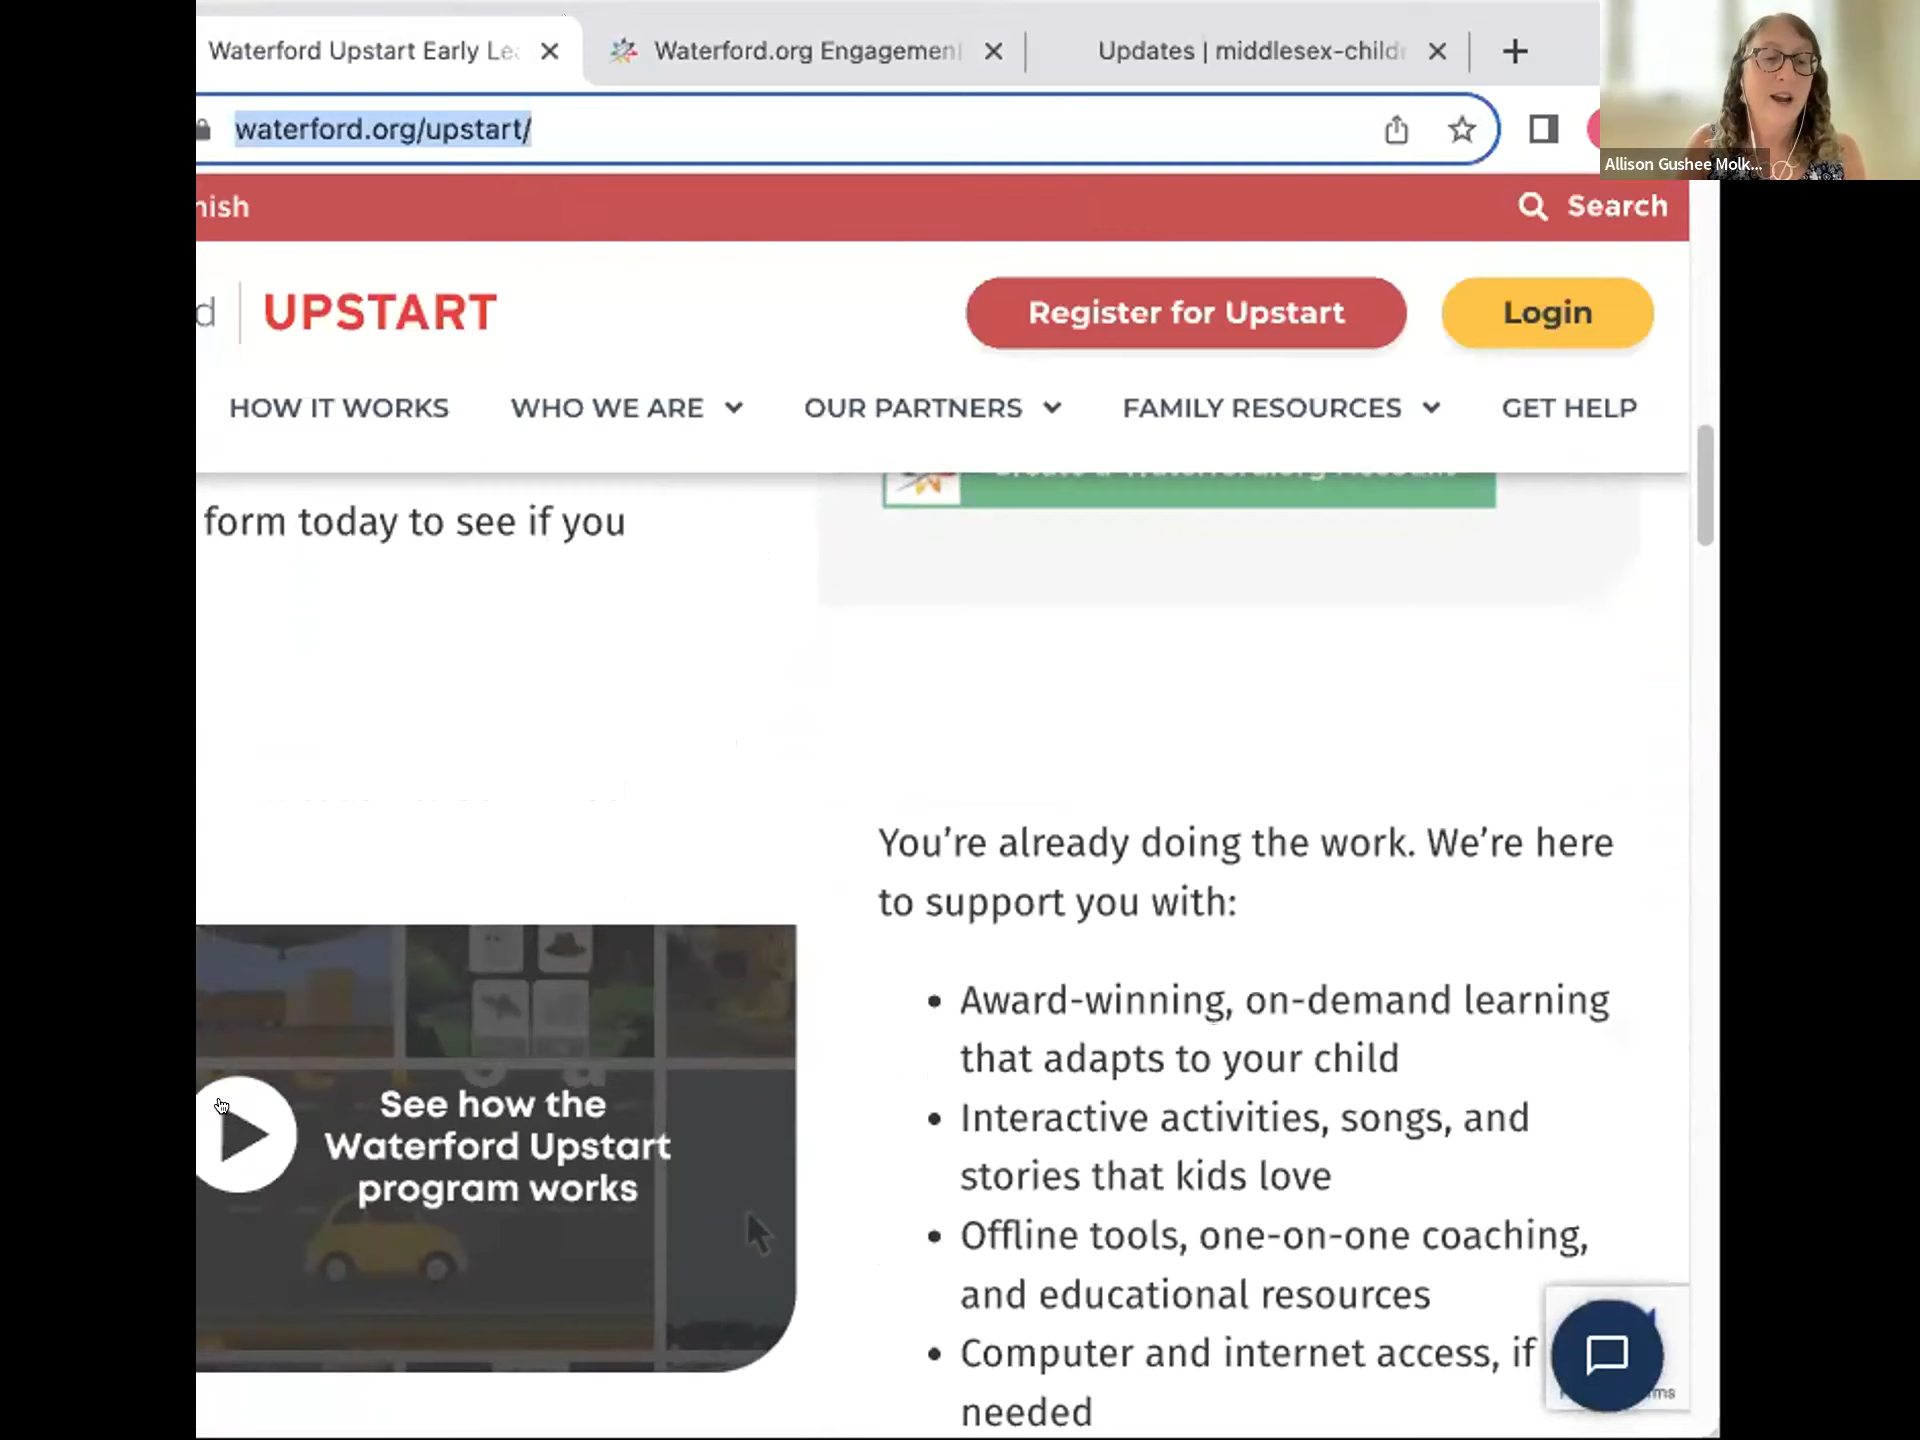 Waterford Upstart Early Le
Waterford.org Engagemen
Updates | middlesex-child
waterford.org/upstart/
Allison Gushee Molk...
nish
Search
d UPSTART
Register for Upstart
Login
HOW IT WORKS
WHO WE ARE
OUR PARTNERS
FAMILY RESOURCES
GET HELP
form today to see if you
You’re already doing the work. We’re here
to support you with:
• Award-winning, on-demand learning
that adapts to your child
• Interactive activities, songs, and
stories that kids love
• Offline tools, one-on-one coaching,
and educational resources
• Computer and internet access, if
needed
See how the
Waterford Upstart
program works